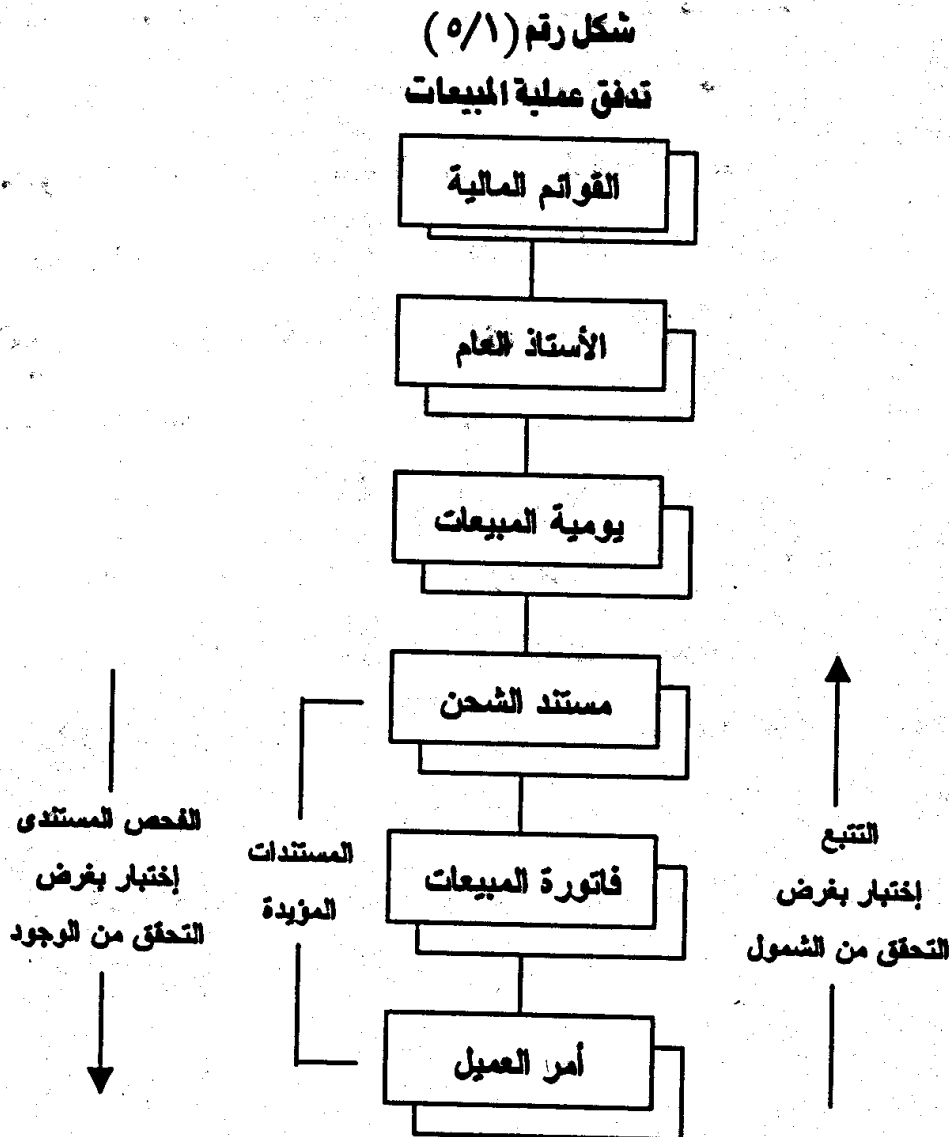 شكل رقم (٥/١)
تدفق عملية المبيعات
القوائم المالية
الأستاذ العام
يومية المبيعات
مستند الشحن
فاتورة المبيعات
أمر العميل
التتبع
إختبار بغرض
التحقق من الشمول
المستندات
المؤيدة
الفحص المستندى
إختبار بغرض
التحقق من الوجود